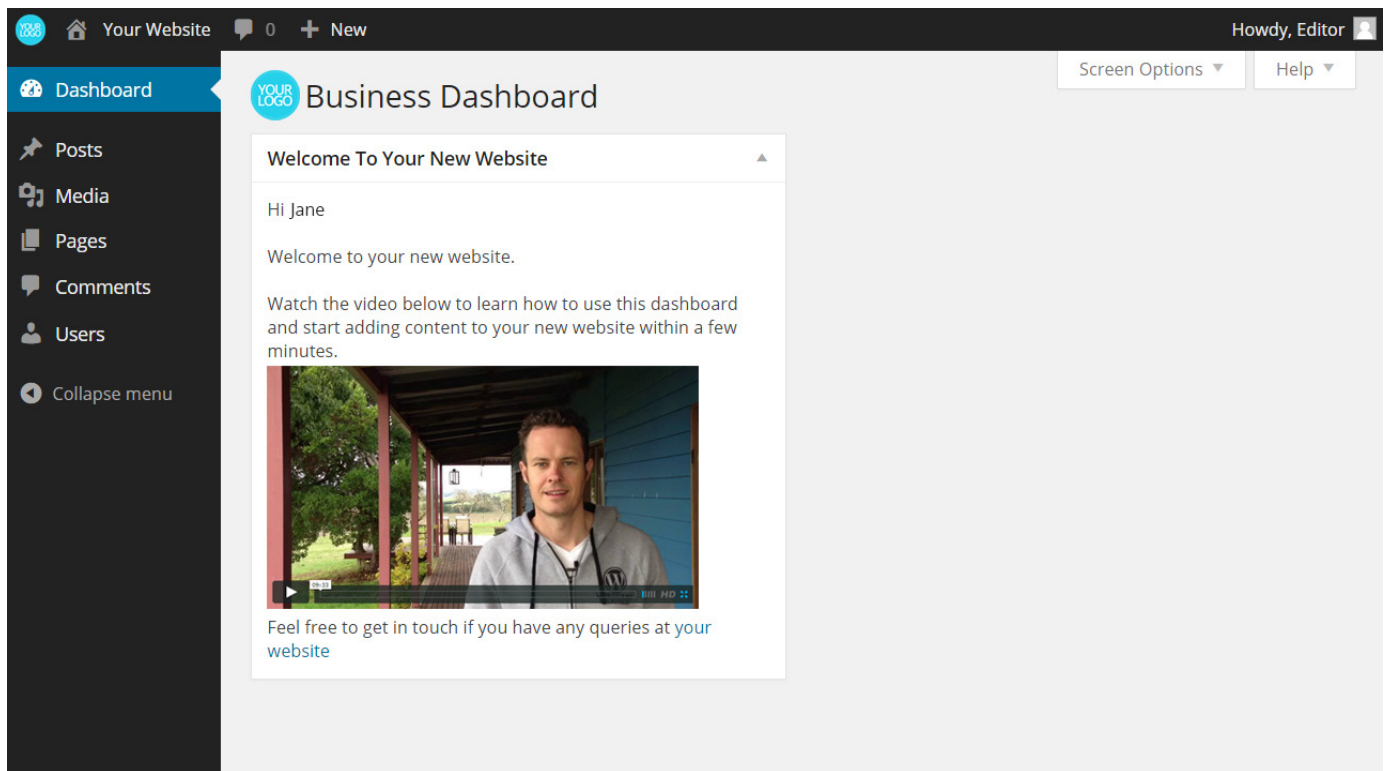 YOUR LOGO Your Website 0 New Howdy, Editor
Screen Options Help
Dashboard
Posts
Media
Pages
Comments
Users
Collapse menu
YOUR
LOGO
Business Dashboard
Welcome To Your New Website
Hi Jane
Welcome to your new website.
Watch the video below to learn how to use this dashboard
and start adding content to your new website within a few
minutes.
09:33
HD
Feel free to get in touch if you have any queries at your
website